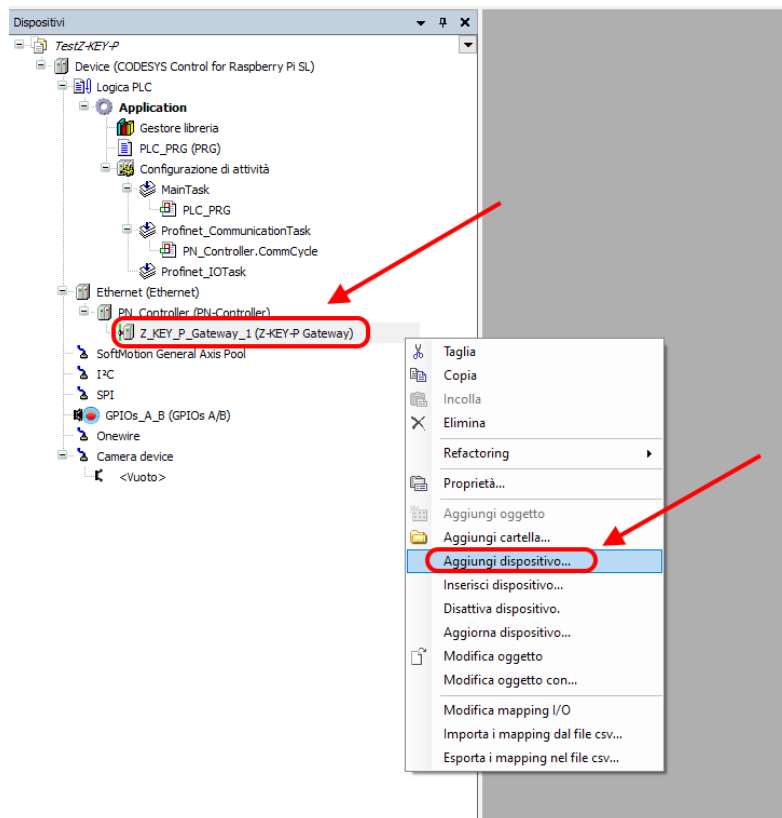 Dispositivi
TestZ-KEY-P
Device (CODESYS Control for Raspberry Pi SL)
Logica PLC
Application
Gestore libreria
PLC_PRG (PRG)
Configurazione di attività
MainTask
PLC_PRG
Profinet_CommunicationTask
PN_Controller.CommCycle
Profinet_IOTask
Ethernet (Ethernet)
PN_Controller (PN-Controller)
Z_KEY_P_Gateway_1 (Z-KEY-P Gateway)
SoftMotion General Axis Pool
I²C
SPI
GPIOs_A_B (GPIOs A/B)
Onewire
Camera device
<Vuoto>
Taglia
Copia
Incolla
Elimina
Refactoring
Proprietà...
Aggiungi oggetto
Aggiungi cartella...
Aggiungi dispositivo...
Inserisci dispositivo...
Disattiva dispositivo.
Aggiorna dispositivo...
Modifica oggetto
Modifica oggetto con...
Modifica mapping I/O
Importa i mapping dal file csv...
Esporta i mapping nel file csv...